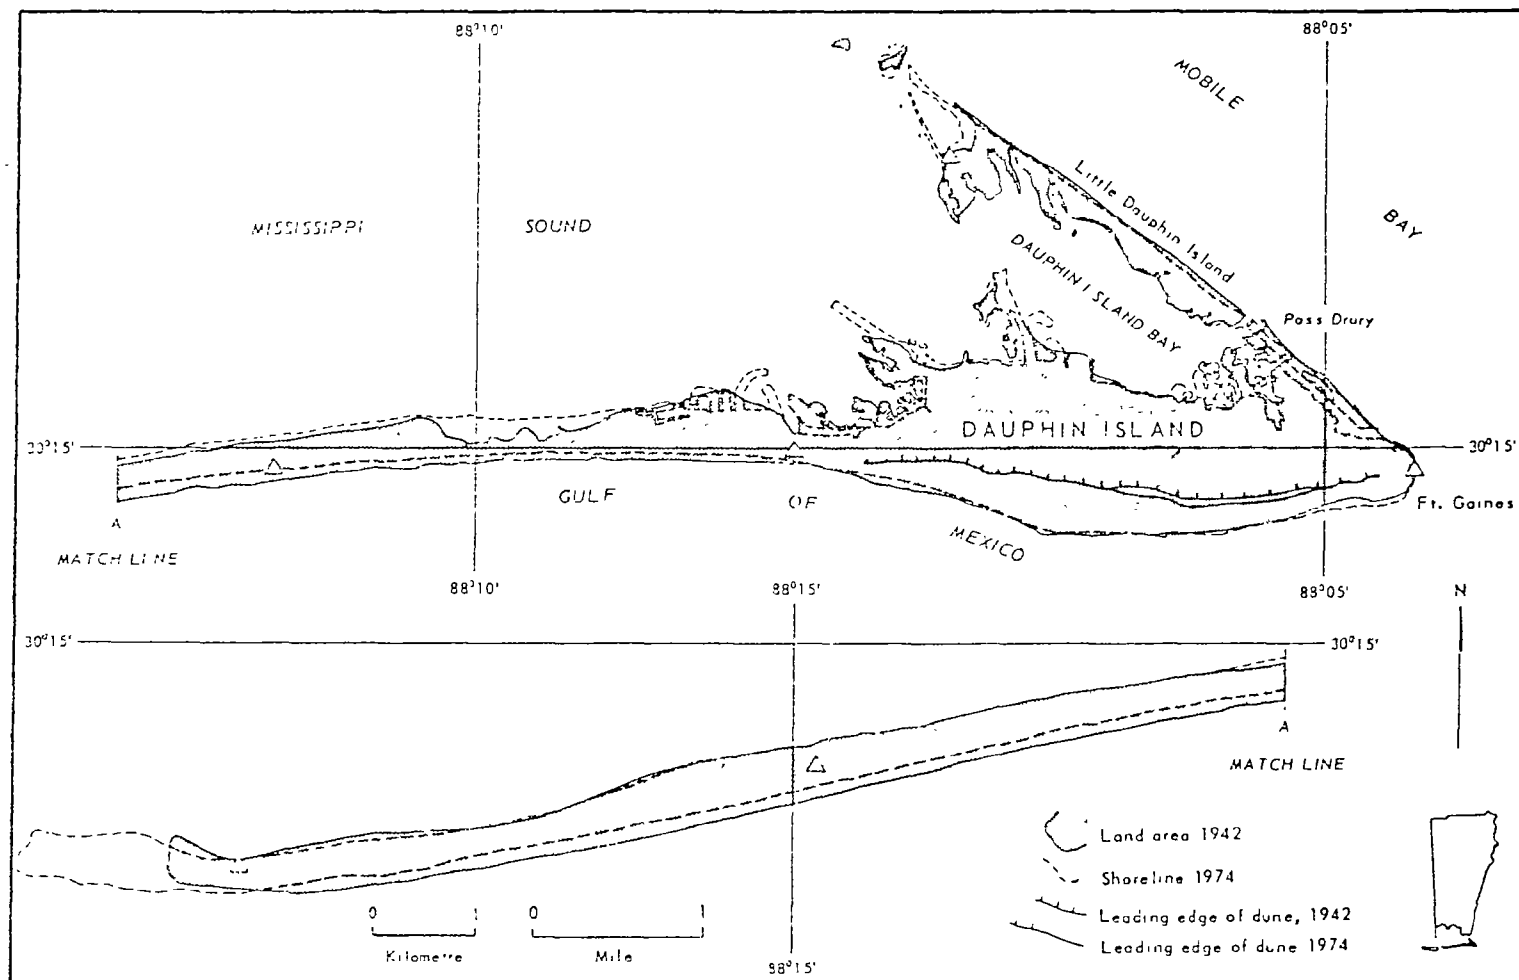 88°10'
88°05'
MOBILE
BAY
Little Dauphin Island
MISSISSIPPI SOUND
DAUPHIN ISLAND BAY
Pass Drury
DAUPHIN ISLAND
30°15'
30°15'
GULF OF MEXICO
Ft. Gaines
A
MATCH LINE
88°10'
88°15'
88°05'
N
30°15'
30°15'
A
MATCH LINE
Land area 1942
Shoreline 1974
Leading edge of dune, 1942
Leading edge of dune 1974
0 1
Kilometre
0 1
Mile
88°15'